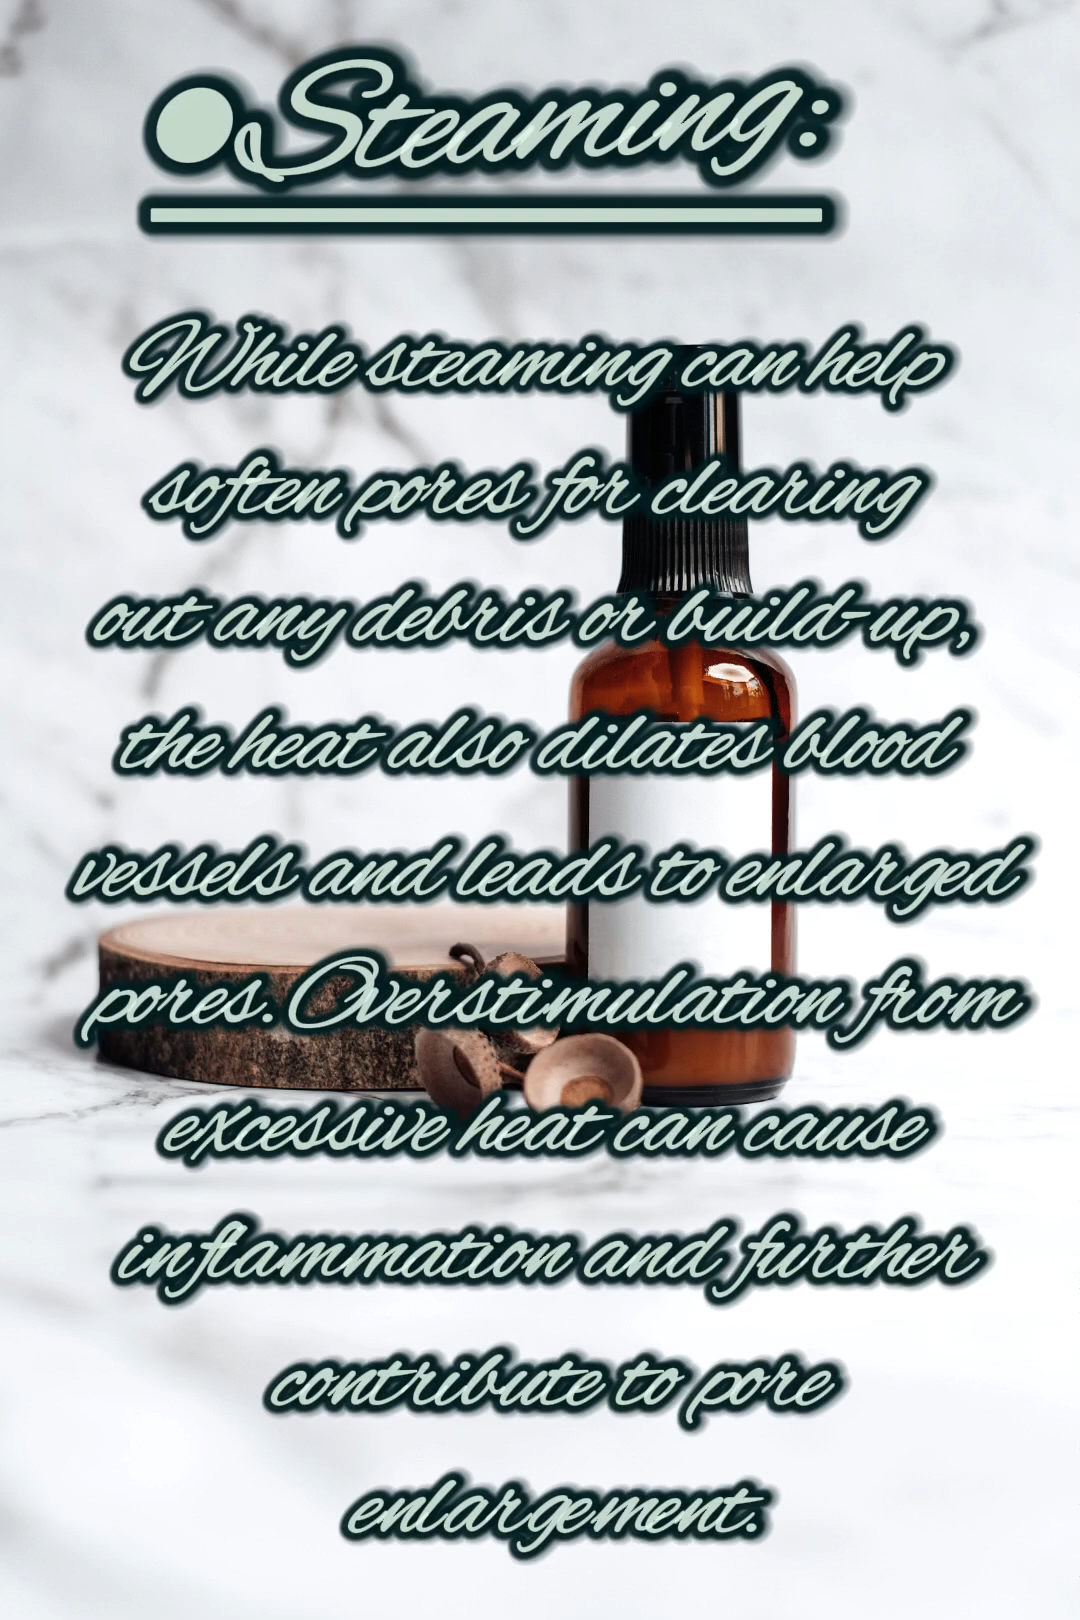 ●Steaming:
While steaming can help
soften pores for clearing
out any debris or build-up,
the heat also dilates blood
vessels and leads to enlarged
pores. Overstimulation from
excessive heat can cause
inflammation and further
contribute to pore
enlargement.